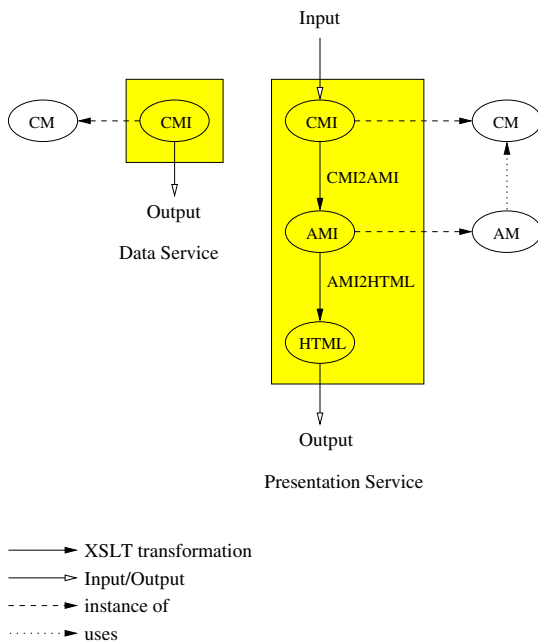 Input
CM
CMI
CMI
CM
CMI2AMI
Output
AMI
AM
Data Service
AMI2HTML
HTML
Output
Presentation Service
XSLT transformation
Input/Output
instance of
uses